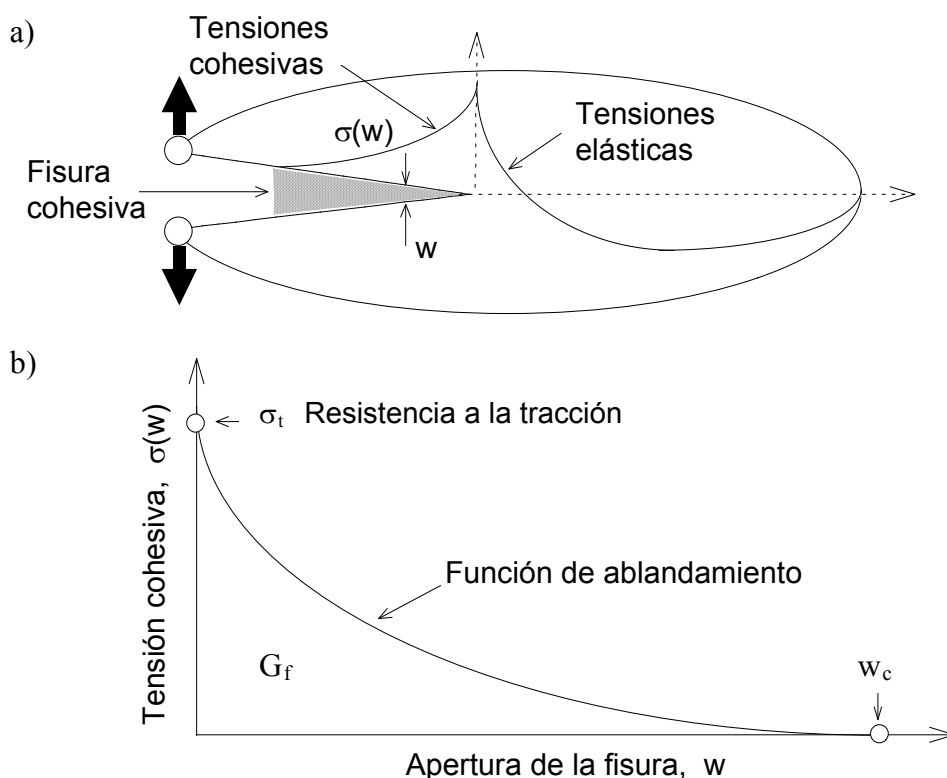 a)
Tensiones
cohesivas
Tensiones
elásticas
σ(w)
Fisura
cohesiva
w
b)
Tensión cohesiva, σ(w)
σt Resistencia a la tracción
Función de ablandamiento
Gf
wc
Apertura de la fisura, w